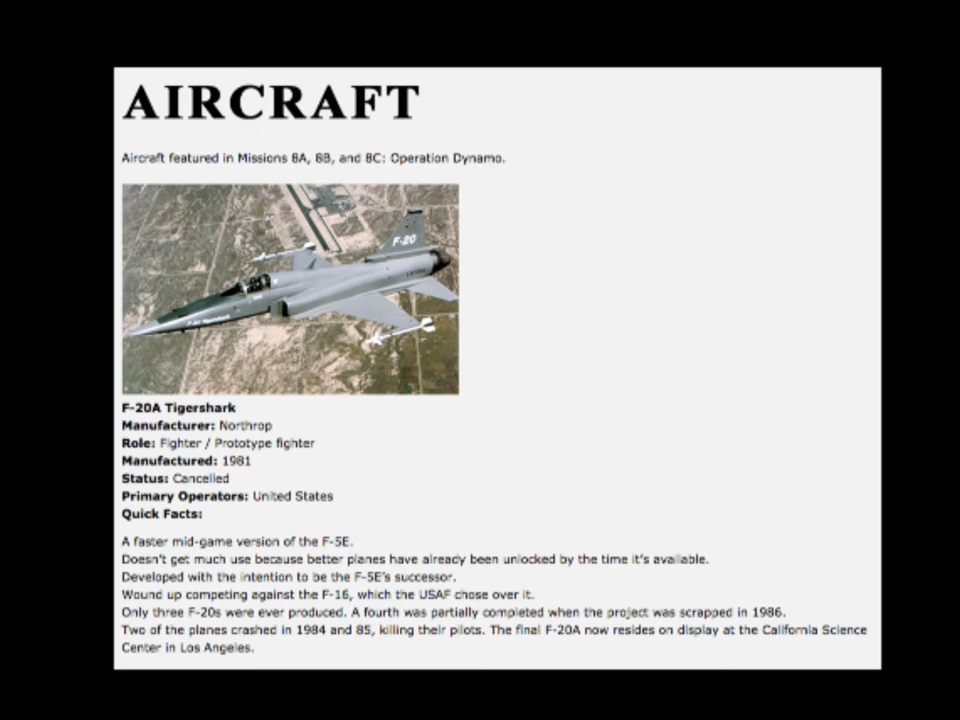 AIRCRAFT
Aircraft featured in Missions 8A, 8B, and 8C: Operation Dynamo.
F-20
F-20A Tigershark
Manufacturer: Northrop
Role: Fighter / Prototype fighter
Manufactured: 1981
Status: Cancelled
Primary Operators: United States
Quick Facts:
A faster mid-game version of the F-5E.
Doesn't get much use because better planes have already been unlocked by the time it's available.
Developed with the intention to be the F-5E's successor.
Wound up competing against the F-16, which the USAF chose over it.
Only three F-20s were ever produced. A fourth was partially completed when the project was scrapped in 1986.
Two of the planes crashed in 1984 and 85, killing their pilots. The final F-20A now resides on display at the California Science
Center in Los Angeles.